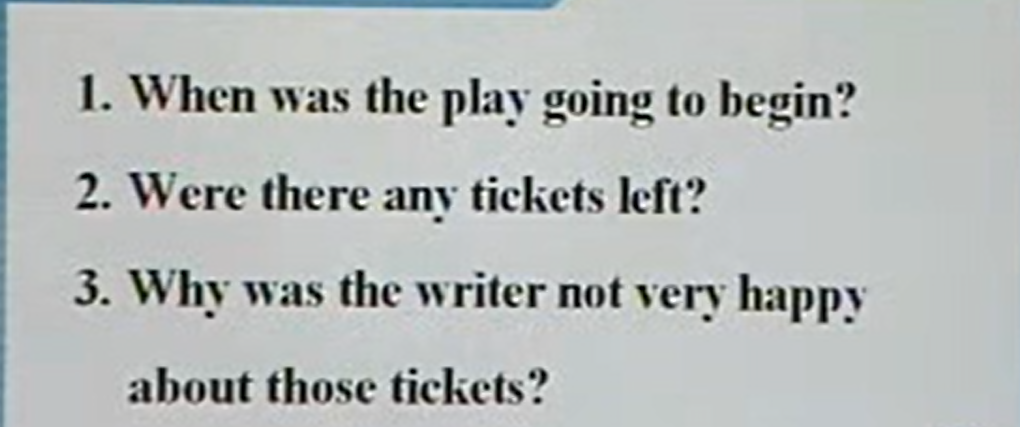 1. When was the play going to begin?
2. Were there any tickets left?
3. Why was the writer not very happy
about those tickets?